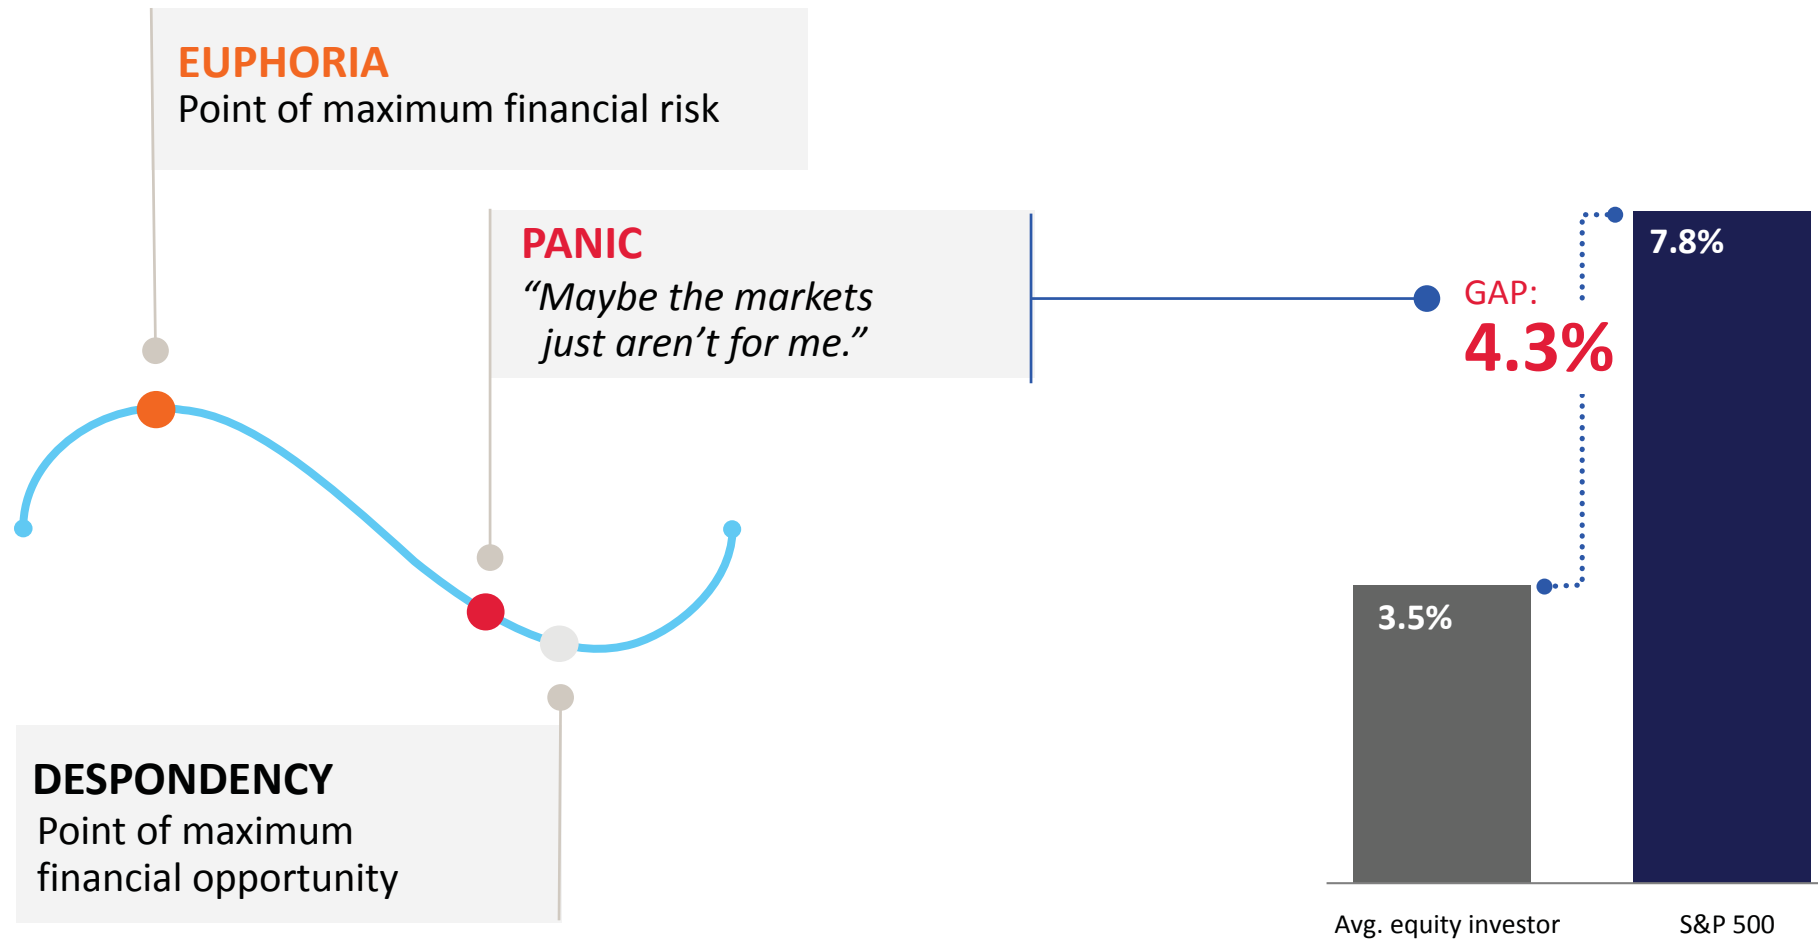 EUPHORIA
Point of maximum financial risk
PANIC
“Maybe the markets
just aren’t for me.”
DESPONDENCY
Point of maximum
financial opportunity
GAP:
4.3%
7.8%
3.5%
Avg. equity investor
S&P 500